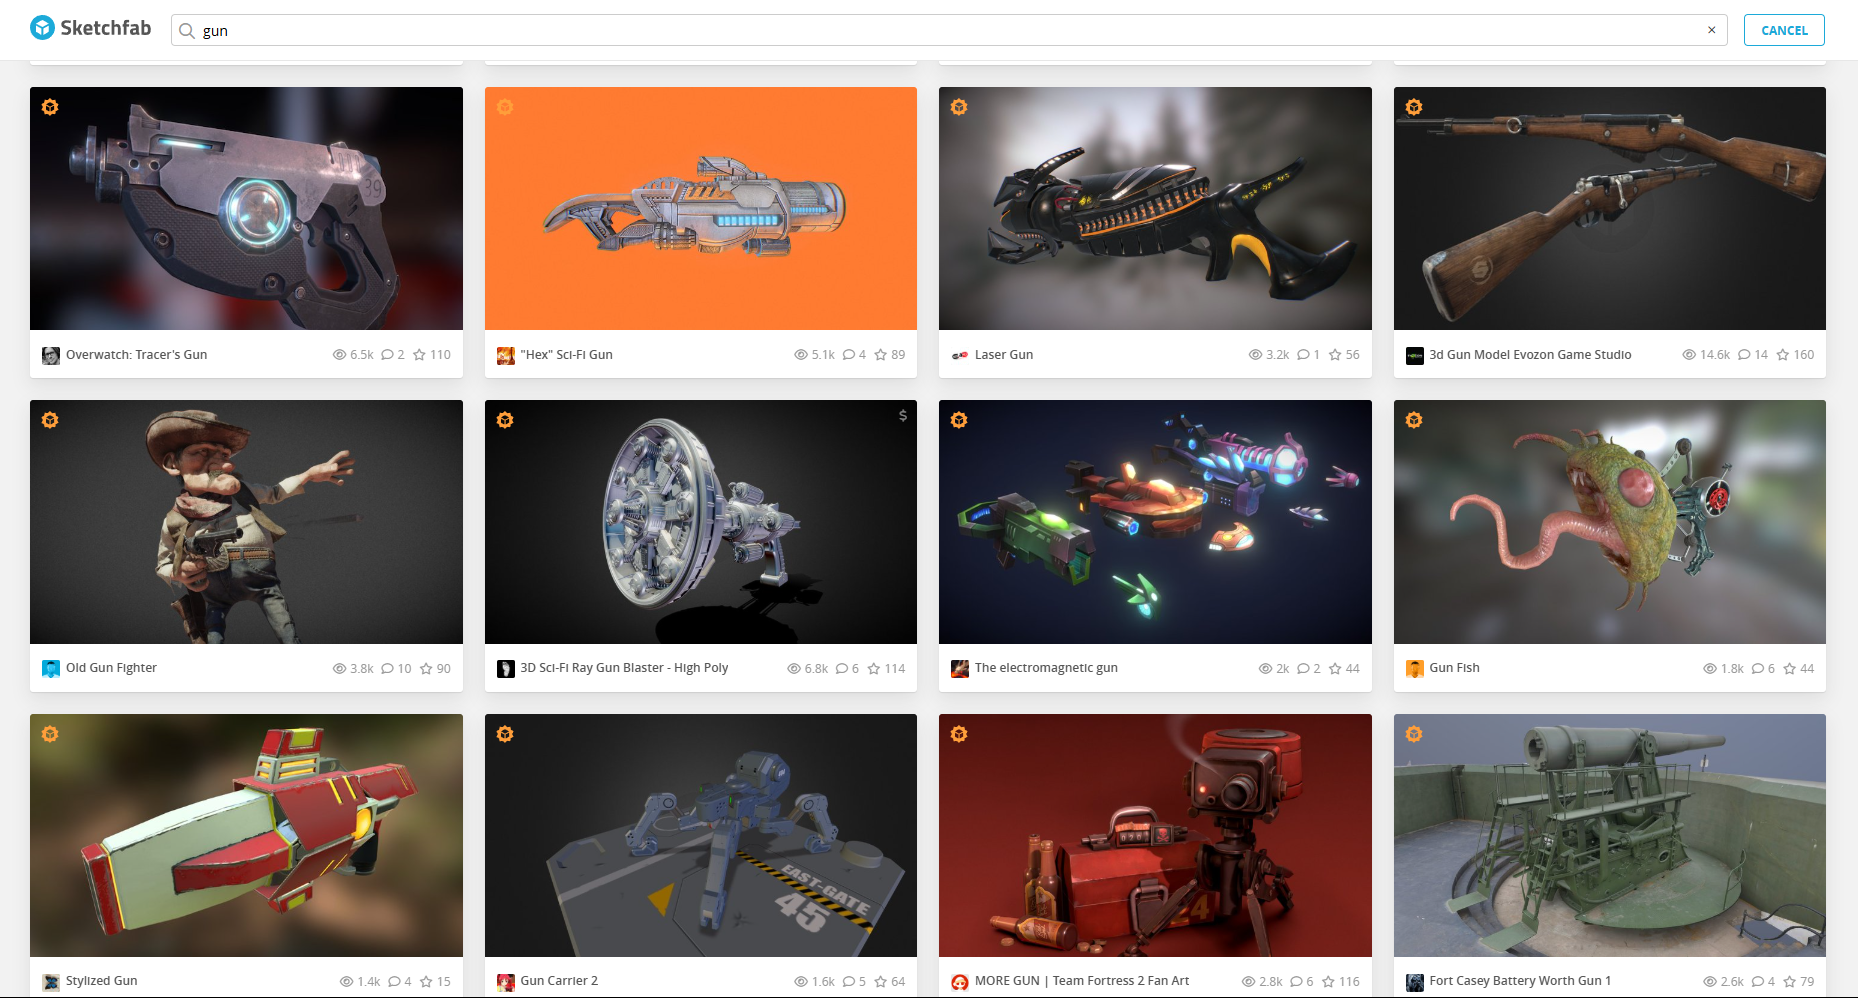 Sketchfab
gun
×
CANCEL
39
Overwatch: Tracer's Gun 6.5k 2 110
"Hex" Sci-Fi Gun 5.1k 4 89
Laser Gun 3.2k 1 56
3d Gun Model Evozon Game Studio 14.6k 14 160
$
Old Gun Fighter 3.8k 10 90
3D Sci-Fi Ray Gun Blaster - High Poly 6.8k 6 114
The electromagnetic gun 2k 2 44
Gun Fish 1.8k 6 44
EAST-GATE
45
24
Stylized Gun 1.4k 4 15
Gun Carrier 2 1.6k 5 64
MORE GUN | Team Fortress 2 Fan Art 2.8k 6 116
Fort Casey Battery Worth Gun 1 2.6k 4 79